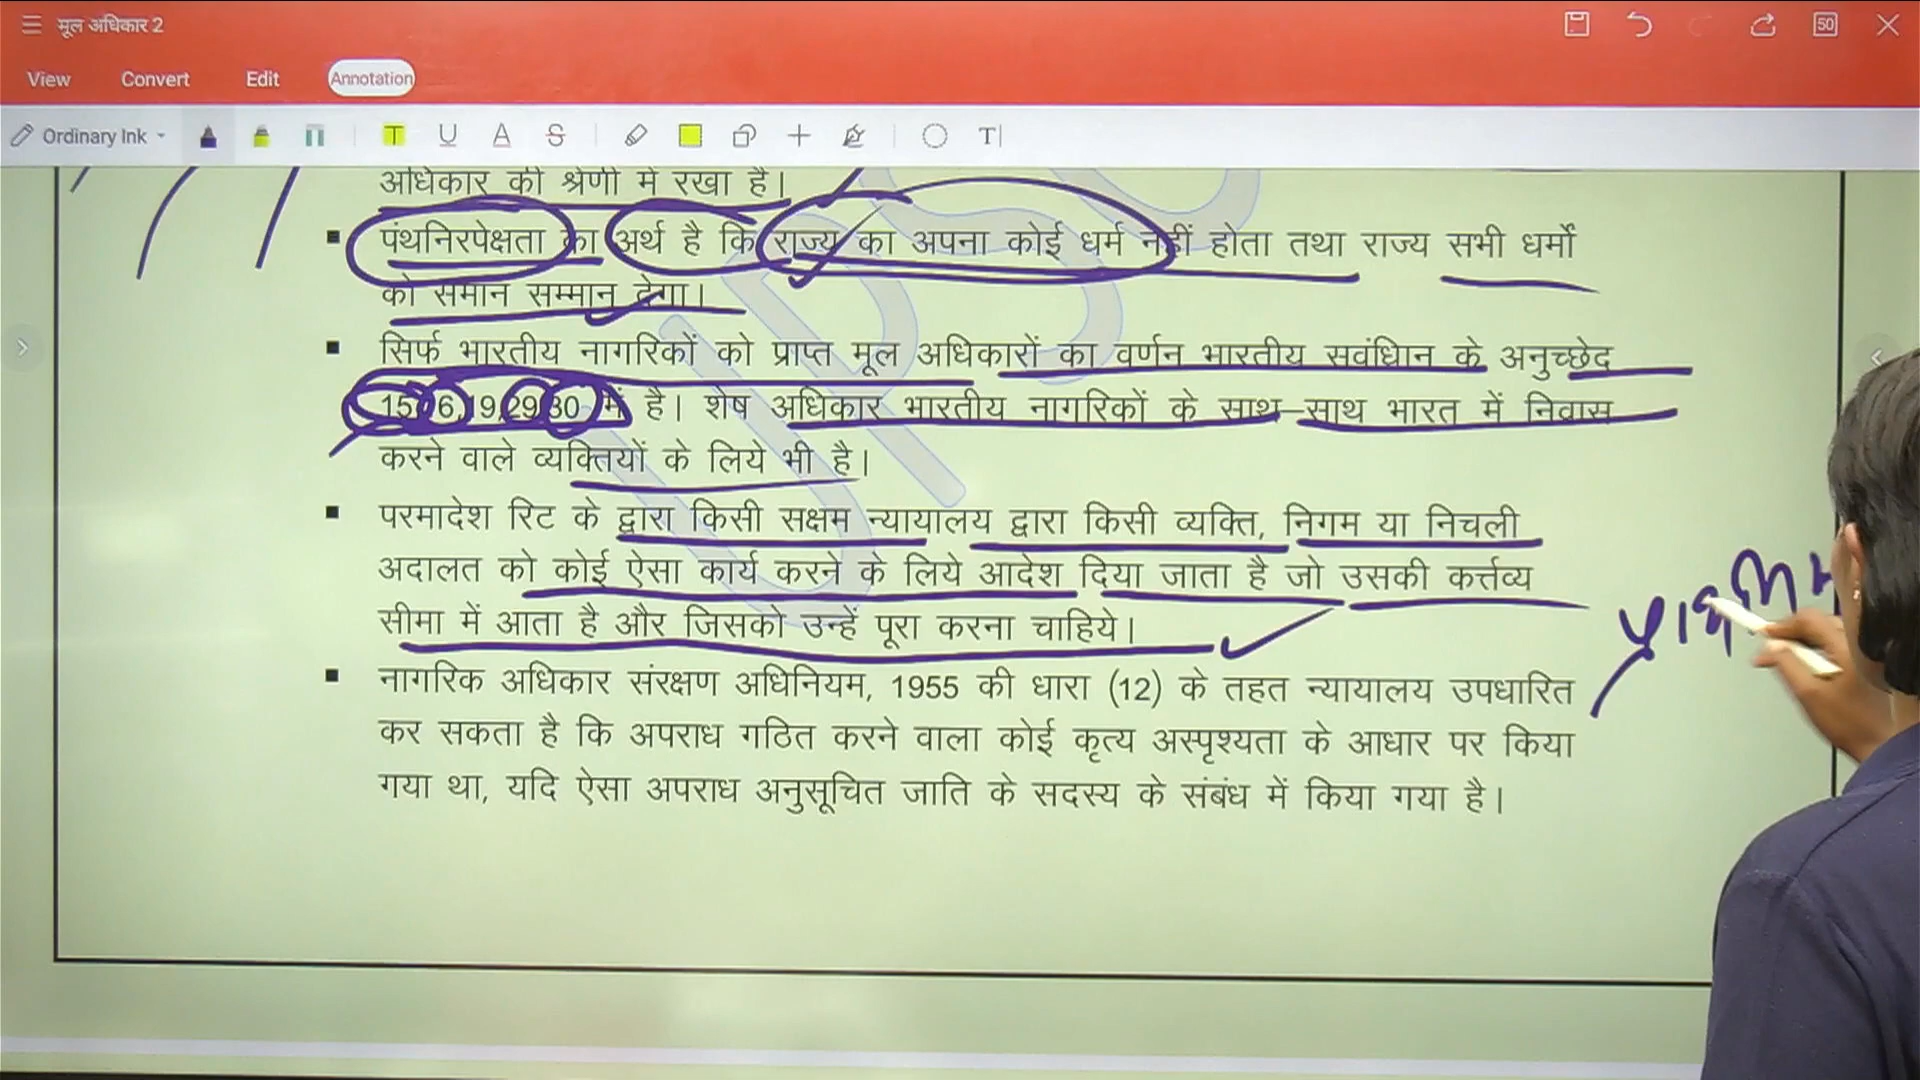 मूल अधिकार 2
50
View Convert Edit Annotation
Ordinary Ink T U A S T|
अधिकार की श्रेणी में रखा है।
▪ पंथनिरपेक्षता का अर्थ है कि राज्य का अपना कोई धर्म नहीं होता तथा राज्य सभी धर्मों
को समान सम्मान देगा।
▪ सिर्फ भारतीय नागरिकों को प्राप्त मूल अधिकारों का वर्णन भारतीय सवंधिान के अनुच्छेद
15, 16, 19, 29, 30 में है। शेष अधिकार भारतीय नागरिकों के साथ–साथ भारत में निवास
करने वाले व्यक्तियों के लिये भी है।
▪ परमादेश रिट के द्वारा किसी सक्षम न्यायालय द्वारा किसी व्यक्ति, निगम या निचली
अदालत को कोई ऐसा कार्य करने के लिये आदेश दिया जाता है जो उसकी कर्त्तव्य
सीमा में आता है और जिसको उन्हें पूरा करना चाहिये।
▪ नागरिक अधिकार संरक्षण अधिनियम, 1955 की धारा (12) के तहत न्यायालय उपधारित
कर सकता है कि अपराध गठित करने वाला कोई कृत्य अस्पृश्यता के आधार पर किया
गया था, यदि ऐसा अपराध अनुसूचित जाति के सदस्य के संबंध में किया गया है।